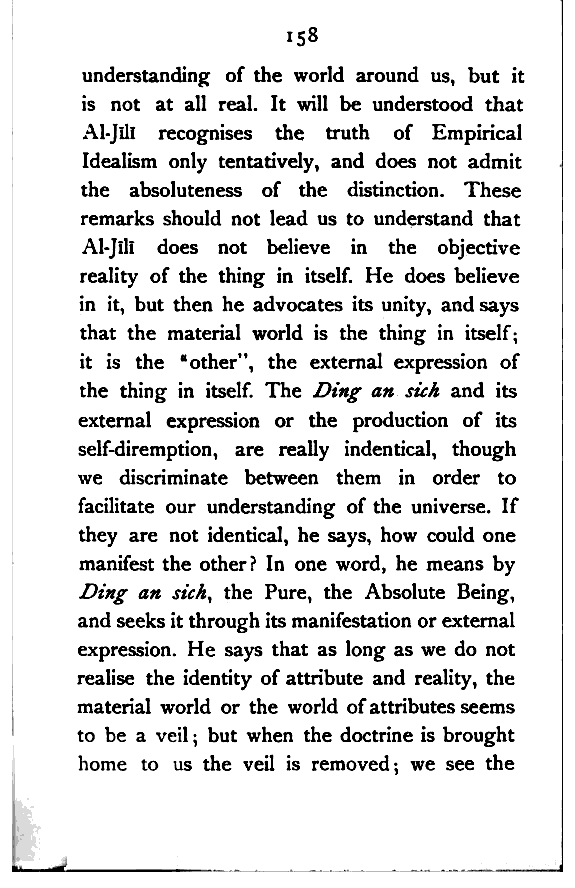 158
understanding of the world around us, but it
is not at all real. It will be understood that
Al-Jīlī recognises the truth of Empirical
Idealism only tentatively, and does not admit
the absoluteness of the distinction. These
remarks should not lead us to understand that
Al-Jīlī does not believe in the objective
reality of the thing in itself. He does believe
in it, but then he advocates its unity, and says
that the material world is the thing in itself;
it is the "other", the external expression of
the thing in itself. The Ding an sich and its
external expression or the production of its
self-diremption, are really indentical, though
we discriminate between them in order to
facilitate our understanding of the universe. If
they are not identical, he says, how could one
manifest the other? In one word, he means by
Ding an sich, the Pure, the Absolute Being,
and seeks it through its manifestation or external
expression. He says that as long as we do not
realise the identity of attribute and reality, the
material world or the world of attributes seems
to be a veil; but when the doctrine is brought
home to us the veil is removed; we see the